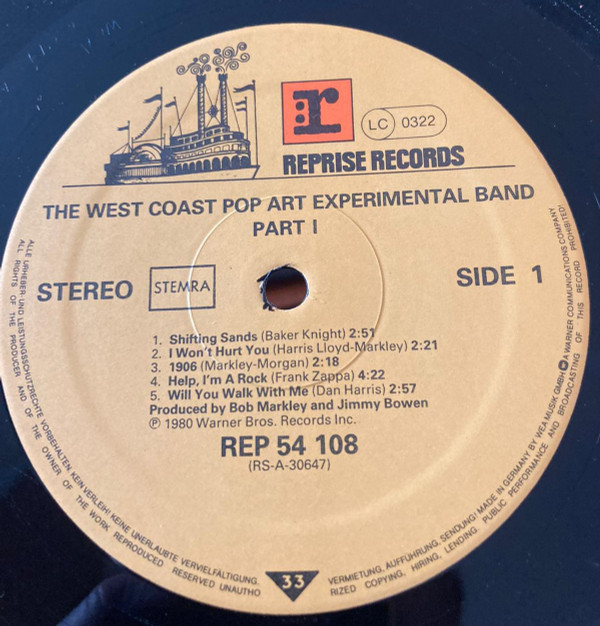 r
LC 0322
REPRISE RECORDS
THE WEST COAST POP ART EXPERIMENTAL BAND
PART I
STEREO
STEMRA
SIDE 1
1. Shifting Sands (Baker Knight) 2:51
2. I Won't Hurt You (Harris Lloyd-Markley) 2:21
3. 1906 (Markley-Morgan) 2:18
4. Help, I'm A Rock (Frank Zappa) 4:22
5. Will You Walk With Me (Dan Harris) 2:57
Produced by Bob Markley and Jimmy Bowen
℗ 1980 Warner Bros. Records Inc.
REP 54 108
(RS-A-30647)
33
ALLE URHEBER-UND LEISTUNGSSCHUTZRECHTE VORBEHALTEN KEIN VERLEIH! KEINE UNERLAUBTE VERVIELFÄLTIGUNG,
VERMIETUNG, AUFFÜHRUNG, SENDUNG! MADE IN GERMANY BY WEA MUSIK GMBH A WARNER COMMUNICATIONS COMPANY
ALL RIGHTS OF THE PRODUCER AND OF THE OWNER OF THE WORK REPRODUCED RESERVED UNAUTHO
RIZED COPYING, HIRING, LENDING, PUBLIC PERFORMANCE AND BROADCASTING OF THIS RECORD PROHIBITED!